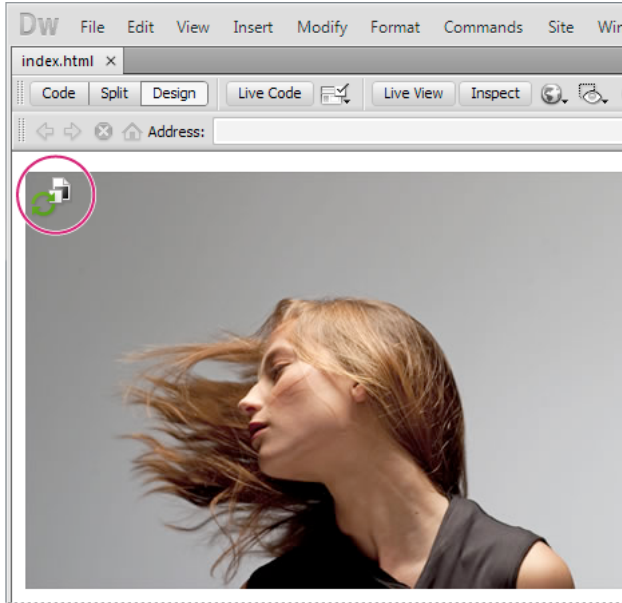 Dw File Edit View Insert Modify Format Commands Site
index.html ×
Code Split Design Live Code Live View Inspect
Address: